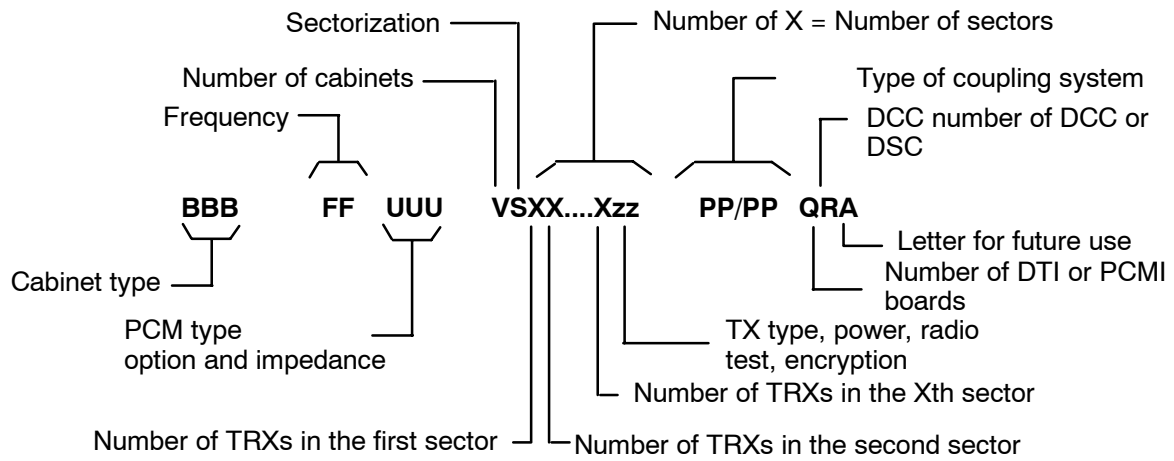 Sectorization
Number of X = Number of sectors
Number of cabinets
Type of coupling system
Frequency
DCC number of DCC or
DSC
BBB FF UUU VSXX....Xzz PP/PP QRA
Letter for future use
Cabinet type
Number of DTI or PCMI
boards
PCM type
option and impedance
TX type, power, radio
test, encryption
Number of TRXs in the Xth sector
Number of TRXs in the first sector
Number of TRXs in the second sector